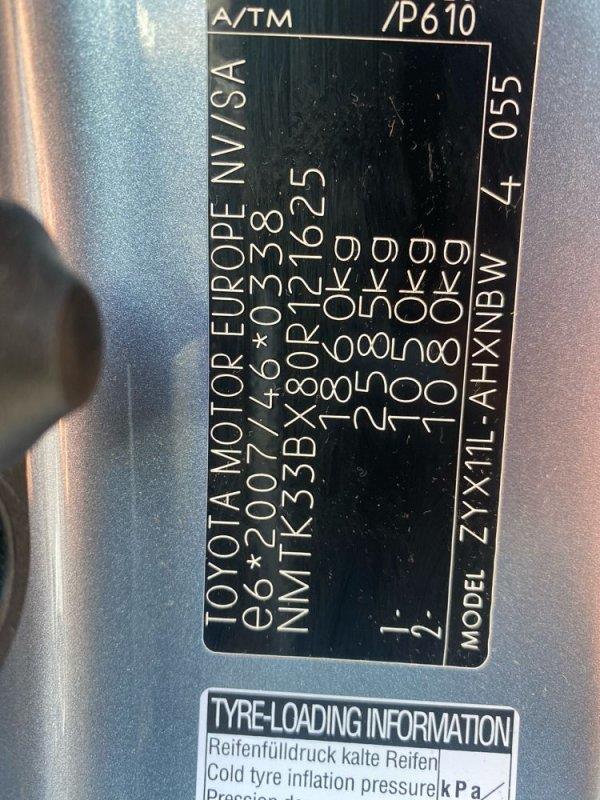 A/TM /P610
TOYOTA MOTOR EUROPE NV/SA
e6*2007/46*0338
NMTK33BX80R121625
1860kg
2585kg
1- 1050kg
2- 1080kg
MODEL ZYX11L-AHXNBW 4 055
TYRE-LOADING INFORMATION
Reifenfülldruck kalte Reifen
Cold tyre inflation pressure kPa/